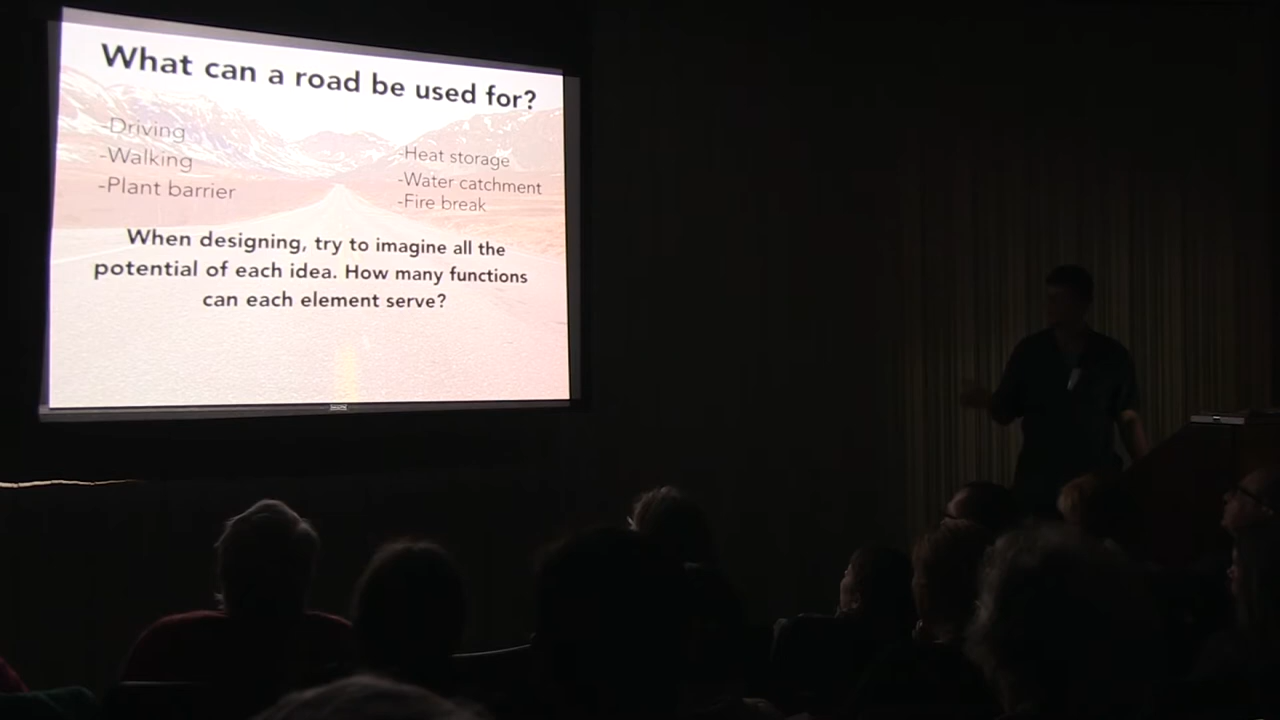 What can a road be used for?
-Driving
-Walking
-Plant barrier
-Heat storage
-Water catchment
-Fire break
When designing, try to imagine all the
potential of each idea. How many functions
can each element serve?